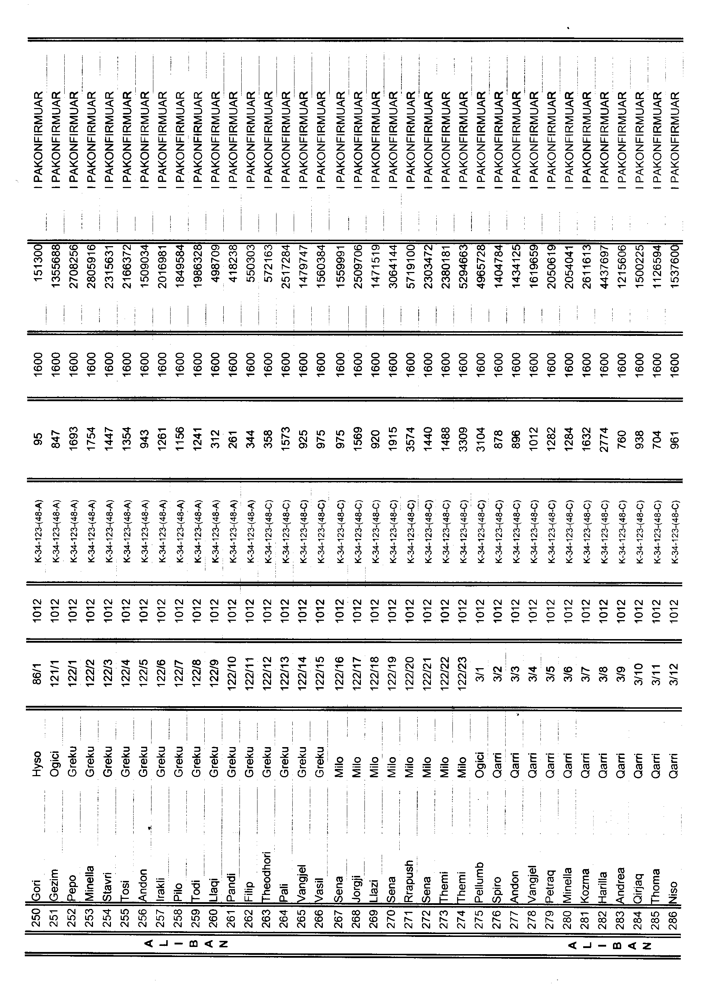 250 Gori Hyso 86/1 1012 K-34-123-(48-A) 95 1600 151300 I PAKONFIRMUAR
251 Gezim Ogici 121/1 1012 K-34-123-(48-A) 847 1600 1355688 I PAKONFIRMUAR
252 Pepo Greku 122/1 1012 K-34-123-(48-A) 1693 1600 2708256 I PAKONFIRMUAR
253 Minella Greku 122/2 1012 K-34-123-(48-A) 1754 1600 2805916 I PAKONFIRMUAR
254 Stavri Greku 122/3 1012 K-34-123-(48-A) 1447 1600 2315631 I PAKONFIRMUAR
255 Tosi Greku 122/4 1012 K-34-123-(48-A) 1354 1600 2166372 I PAKONFIRMUAR
A 256 Andon Greku 122/5 1012 K-34-123-(48-A) 943 1600 1509034 I PAKONFIRMUAR
L 257 Irakli Greku 122/6 1012 K-34-123-(48-A) 1261 1600 2016981 I PAKONFIRMUAR
I 258 Pilo Greku 122/7 1012 K-34-123-(48-A) 1156 1600 1849584 I PAKONFIRMUAR
B 259 Todi Greku 122/8 1012 K-34-123-(48-A) 1241 1600 1986328 I PAKONFIRMUAR
A 260 Llaqi Greku 122/9 1012 K-34-123-(48-A) 312 1600 498709 I PAKONFIRMUAR
N 261 Pandi Greku 122/10 1012 K-34-123-(48-A) 261 1600 418238 I PAKONFIRMUAR
262 Filip Greku 122/11 1012 K-34-123-(48-A) 344 1600 550303 I PAKONFIRMUAR
263 Theodhori Greku 122/12 1012 K-34-123-(48-C) 358 1600 572163 I PAKONFIRMUAR
264 Pali Greku 122/13 1012 K-34-123-(48-C) 1573 1600 2517284 I PAKONFIRMUAR
265 Vangjel Greku 122/14 1012 K-34-123-(48-C) 925 1600 1479747 I PAKONFIRMUAR
266 Vasil Greku 122/15 1012 K-34-123-(48-C) 975 1600 1560384 I PAKONFIRMUAR
267 Sena Milo 122/16 1012 K-34-123-(48-C) 975 1600 1559991 I PAKONFIRMUAR
268 Jorgji Milo 122/17 1012 K-34-123-(48-C) 1569 1600 2509706 I PAKONFIRMUAR
269 Llazi Milo 122/18 1012 K-34-123-(48-C) 920 1600 1471519 I PAKONFIRMUAR
270 Sena Milo 122/19 1012 K-34-123-(48-C) 1915 1600 3064144 I PAKONFIRMUAR
271 Rrapush Milo 122/20 1012 K-34-123-(48-C) 3574 1600 5719100 I PAKONFIRMUAR
272 Sena Milo 122/21 1012 K-34-123-(48-C) 1440 1600 2303472 I PAKONFIRMUAR
273 Themi Milo 122/22 1012 K-34-123-(48-C) 1488 1600 2380181 I PAKONFIRMUAR
274 Themi Milo 122/23 1012 K-34-123-(48-C) 3309 1600 5294663 I PAKONFIRMUAR
275 Pellumb Ogici 3/1 1012 K-34-123-(48-C) 3104 1600 4965728 I PAKONFIRMUAR
276 Spiro Qarri 3/2 1012 K-34-123-(48-C) 878 1600 1404784 I PAKONFIRMUAR
277 Andon Qarri 3/3 1012 K-34-123-(48-C) 896 1600 1434125 I PAKONFIRMUAR
278 Vangjel Qarri 3/4 1012 K-34-123-(48-C) 1012 1600 1619659 I PAKONFIRMUAR
279 Petraq Qarri 3/5 1012 K-34-123-(48-C) 1282 1600 2050619 I PAKONFIRMUAR
A 280 Minella Qarri 3/6 1012 K-34-123-(48-C) 1284 1600 2054041 I PAKONFIRMUAR
L 281 Kozma Qarri 3/7 1012 K-34-123-(48-C) 1632 1600 2611613 I PAKONFIRMUAR
I 282 Harilla Qarri 3/8 1012 K-34-123-(48-C) 2774 1600 4437697 I PAKONFIRMUAR
B 283 Andrea Qarri 3/9 1012 K-34-123-(48-C) 760 1600 1215606 I PAKONFIRMUAR
A 284 Qirjaq Qarri 3/10 1012 K-34-123-(48-C) 938 1600 1500225 I PAKONFIRMUAR
N 285 Thoma Qarri 3/11 1012 K-34-123-(48-C) 704 1600 1126594 I PAKONFIRMUAR
286 Niso Qarri 3/12 1012 K-34-123-(48-C) 961 1600 1537600 I PAKONFIRMUAR